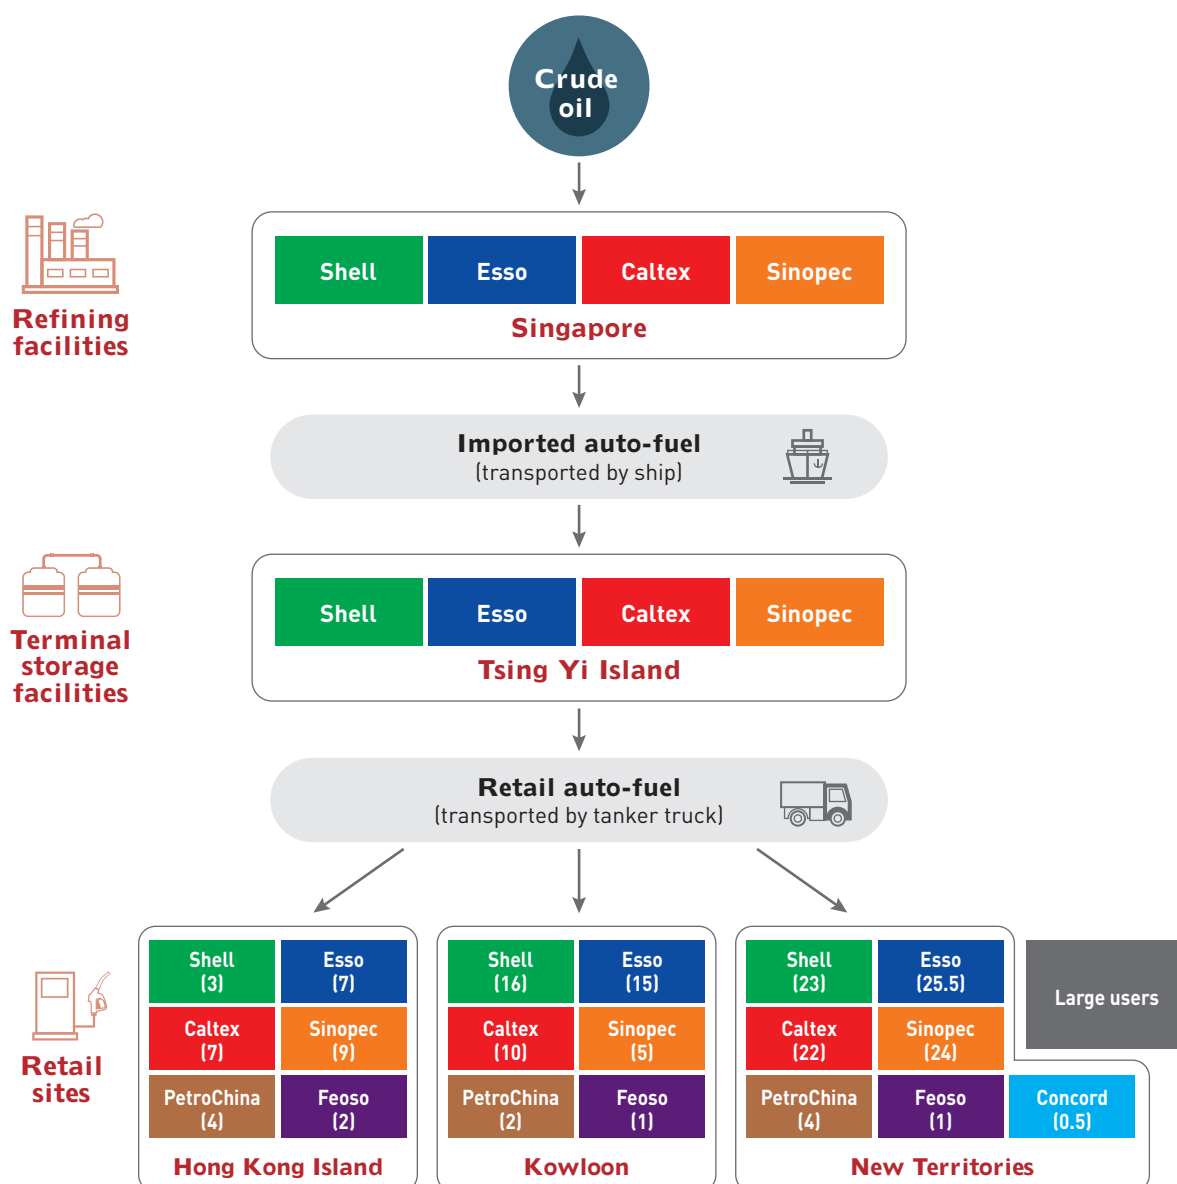 Crude
oil
Refining
facilities
Shell
Esso
Caltex
Sinopec
Singapore
Imported auto-fuel
(transported by ship)
Terminal
storage
facilities
Shell
Esso
Caltex
Sinopec
Tsing Yi Island
Retail auto-fuel
(transported by tanker truck)
Retail
sites
Shell
(3)
Esso
(7)
Caltex
(7)
Sinopec
(9)
PetroChina
(4)
Feoso
(2)
Hong Kong Island
Shell
(16)
Esso
(15)
Caltex
(10)
Sinopec
(5)
PetroChina
(2)
Feoso
(1)
Kowloon
Shell
(23)
Esso
(25.5)
Caltex
(22)
Sinopec
(24)
PetroChina
(4)
Feoso
(1)
Concord
(0.5)
New Territories
Large users